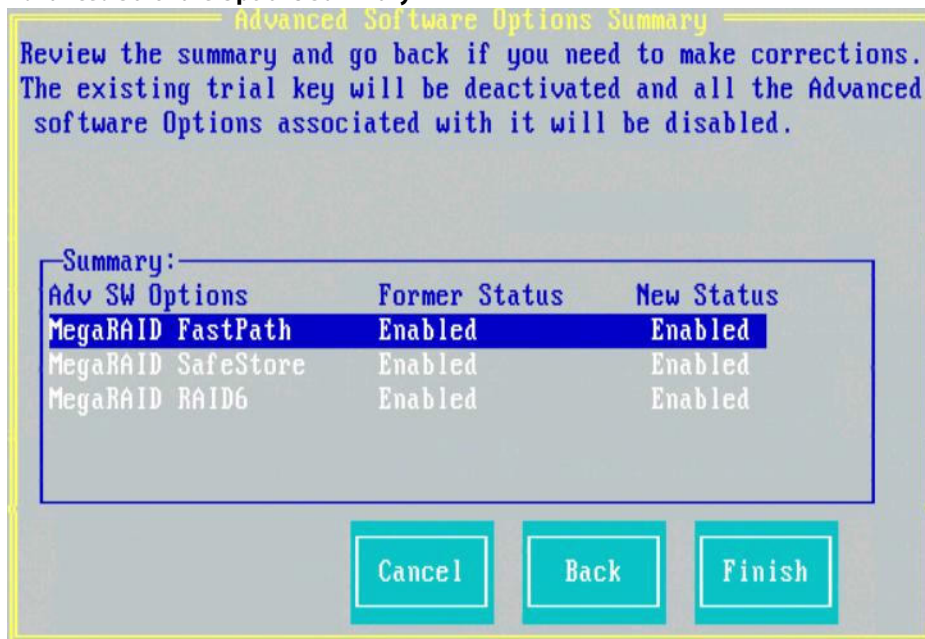 Advanced Software Options Summary
Review the summary and go back if you need to make corrections.
The existing trial key will be deactivated and all the Advanced
software Options associated with it will be disabled.
Summary:
Adv SW Options Former Status New Status
MegaRAID FastPath Enabled Enabled
MegaRAID SafeStore Enabled Enabled
MegaRAID RAID6 Enabled Enabled
Cancel Back Finish